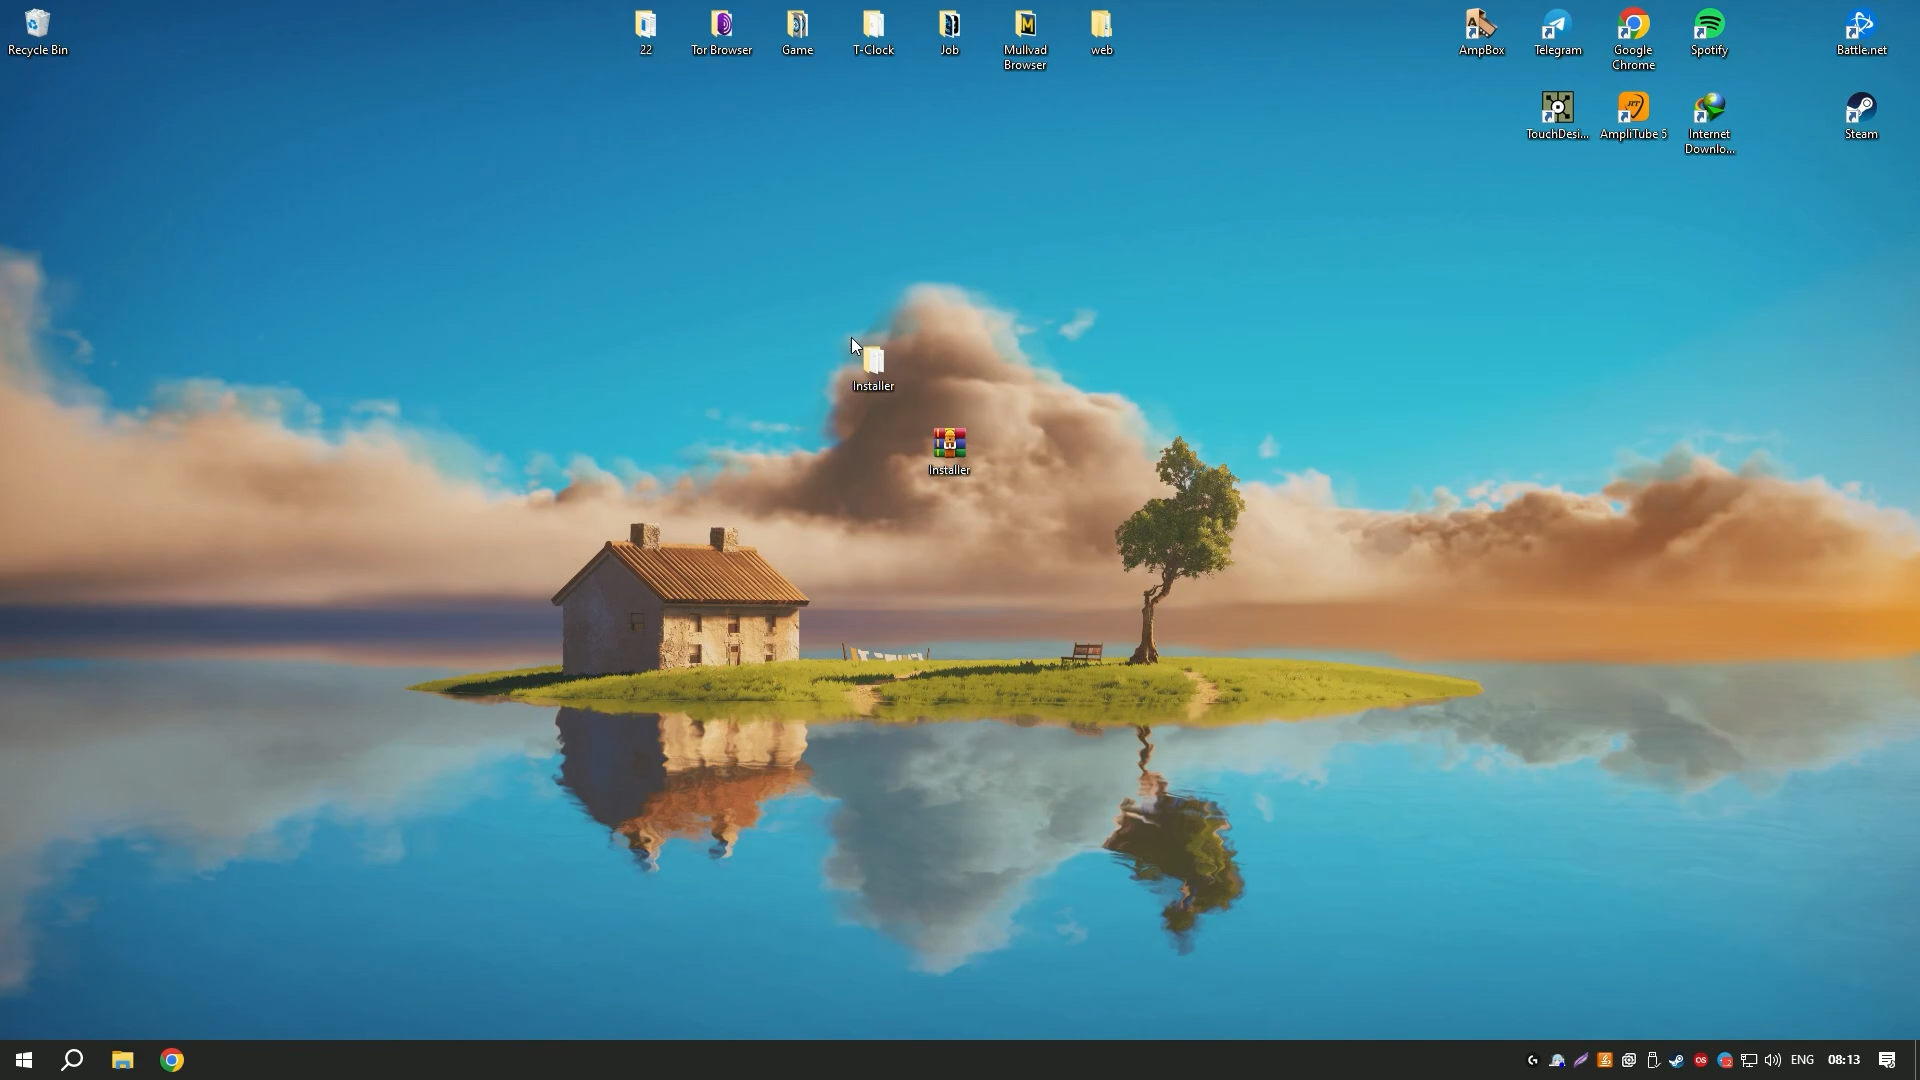 Recycle Bin
22
Tor Browser
Game
T-Clock
Job
Mullvad
Browser
web
AmpBox
Telegram
Google
Chrome
Spotify
Battle.net
TouchDesi...
AmpliTube 5
Internet
Downlo...
Steam
Installer
Installer
ENG
08:13